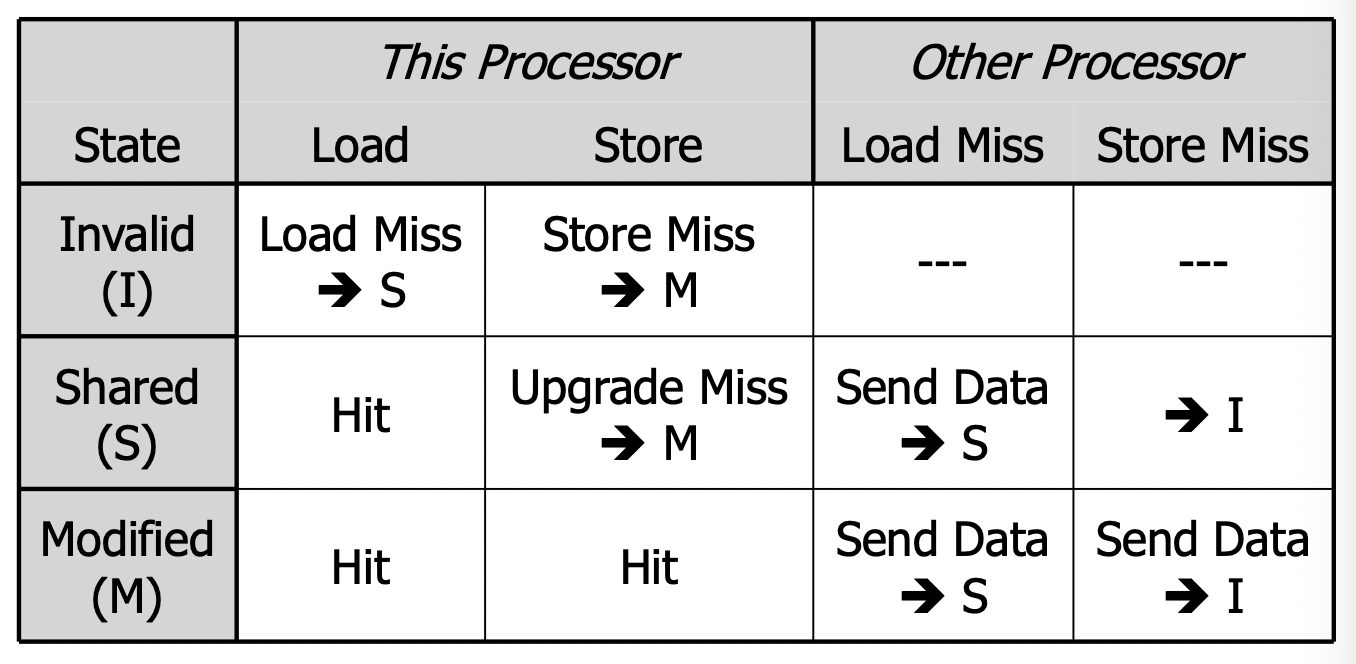 This Processor Other Processor
State Load Store Load Miss Store Miss
Invalid Load Miss Store Miss --- ---
(I) ➔ S ➔ M
Shared Hit Upgrade Miss Send Data ➔ I
(S) ➔ M ➔ S
Modified Hit Hit Send Data Send Data
(M) ➔ S ➔ I